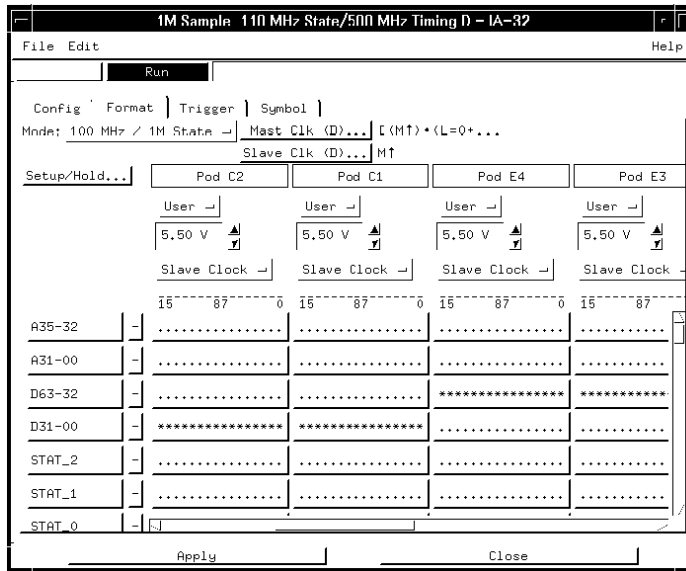 1M Sample 110 MHz State/500 MHz Timing D - IA-32
File Edit Help
Run
Config Format Trigger Symbol
Mode: 100 MHz / 1M State Mast Clk (D)... [(M↑)*(L=0+...
Slave Clk (D)... M↑
Setup/Hold... Pod C2 Pod C1 Pod E4 Pod E3
User User User User
5.50 V 5.50 V 5.50 V 5.50 V
Slave Clock Slave Clock Slave Clock Slave Clock
15 87 0 15 87 0 15 87 0 15 87
A35-32 - ................ ................ ................ ...........
A31-00 - ................ ................ ................ ...........
D63-32 - ................ ................ **************** ***********
D31-00 - **************** **************** ................ ...........
STAT_2 - ................ ................ ................ ...........
STAT_1 - ................ ................ ................ ...........
STAT_0 -
Apply Close